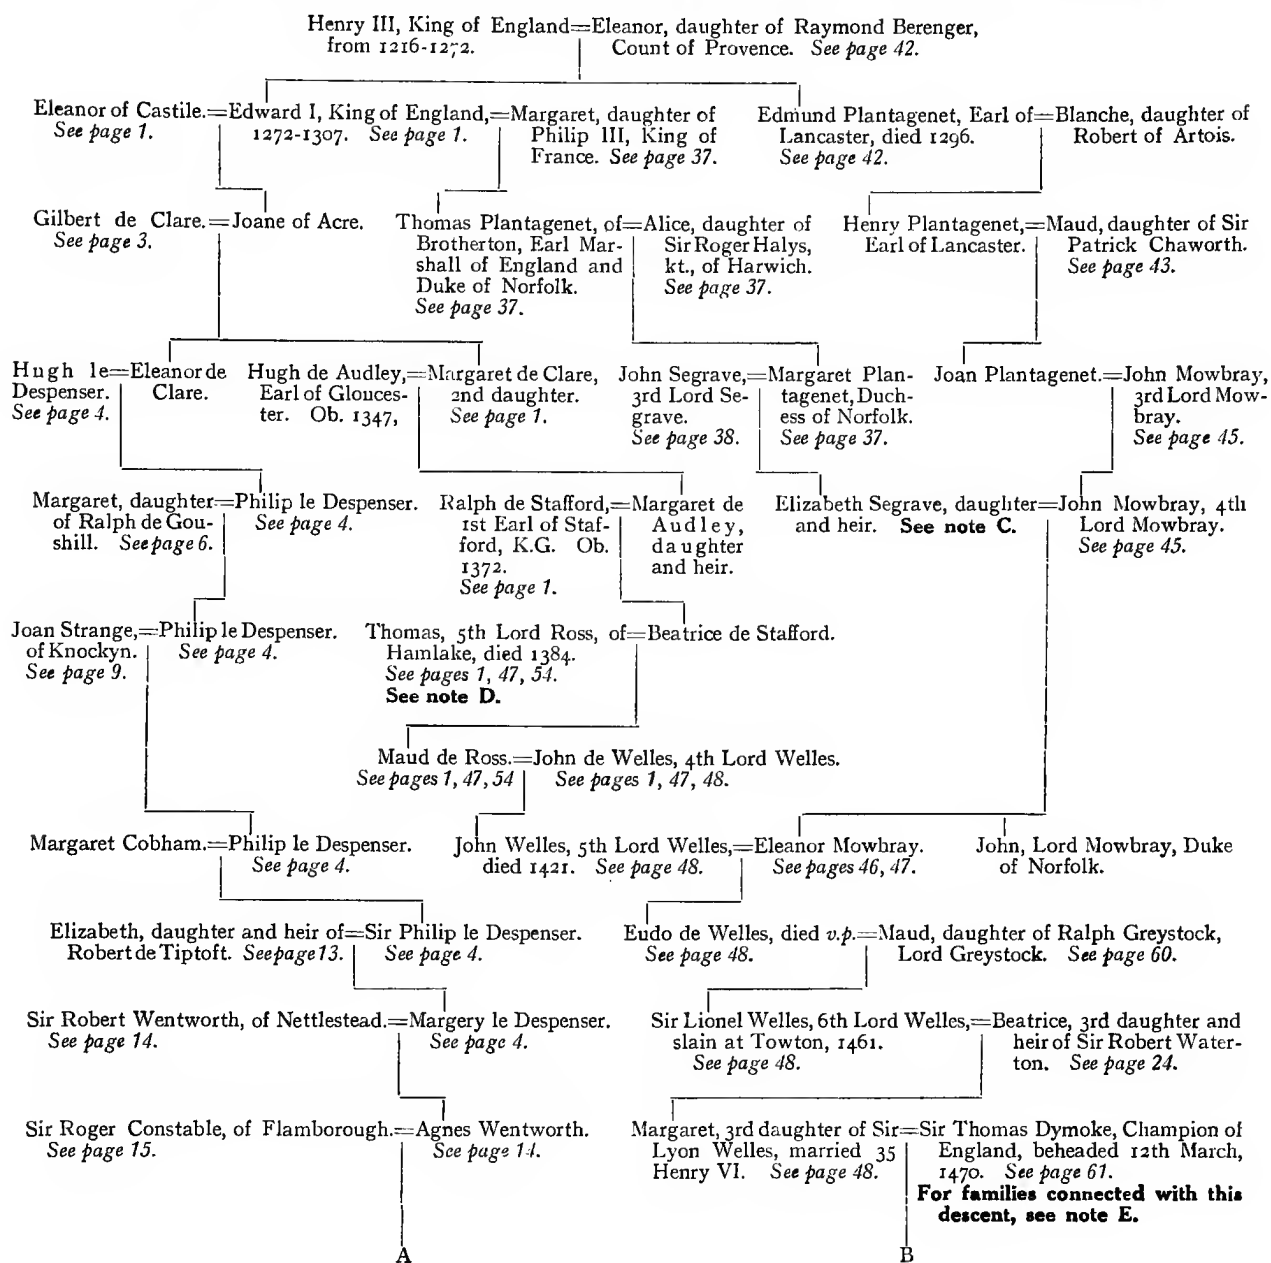 Henry III, King of England=Eleanor, daughter of Raymond Berenger,
from 1216-1272. Count of Provence. See page 42.
Eleanor of Castile.=Edward I, King of England,=Margaret, daughter of
See page 1. 1272-1307. See page 1. Philip III, King of
France. See page 37.
Edmund Plantagenet, Earl of=Blanche, daughter of
Lancaster, died 1296. Robert of Artois.
See page 42.
Gilbert de Clare.=Joane of Acre.
See page 3.
Thomas Plantagenet, of=Alice, daughter of
Brotherton, Earl Mar- Sir Roger Halys,
shall of England and kt., of Harwich.
Duke of Norfolk. See page 37.
See page 37.
Henry Plantagenet,=Maud, daughter of Sir
Earl of Lancaster. Patrick Chaworth.
See page 43.
Hugh le=Eleanor de
Despenser. Clare.
See page 4.
Hugh de Audley,=Margaret de Clare,
Earl of Glouces- 2nd daughter.
ter. Ob. 1347, See page 1.
John Segrave,=Margaret Plan-
3rd Lord Se- tagenet, Duch-
grave. ess of Norfolk.
See page 38. See page 37.
Joan Plantagenet.=John Mowbray,
3rd Lord Mow-
bray.
See page 45.
Margaret, daughter=Philip le Despenser.
of Ralph de Gou- See page 4.
shill. See page 6.
Ralph de Stafford,=Margaret de
1st Earl of Staf- Audley,
ford, K.G. Ob. daughter
1372. and heir.
See page 1.
Elizabeth Segrave, daughter=John Mowbray, 4th
and heir. See note C. Lord Mowbray.
See page 45.
Joan Strange,=Philip le Despenser.
of Knockyn. See page 4.
See page 9.
Thomas, 5th Lord Ross, of=Beatrice de Stafford.
Hamlake, died 1384.
See pages 1, 47, 54.
See note D.
Maud de Ross.=John de Welles, 4th Lord Welles.
See pages 1, 47, 54 See pages 1, 47, 48.
Margaret Cobham.=Philip le Despenser.
See page 4.
John Welles, 5th Lord Welles,=Eleanor Mowbray.
died 1421. See page 48. See pages 46, 47.
John, Lord Mowbray, Duke
of Norfolk.
Elizabeth, daughter and heir of=Sir Philip le Despenser.
Robert de Tiptoft. See page 13. See page 4.
Eudo de Welles, died v.p.=Maud, daughter of Ralph Greystock,
See page 48. Lord Greystock. See page 60.
Sir Robert Wentworth, of Nettlestead.=Margery le Despenser.
See page 14. See page 4.
Sir Lionel Welles, 6th Lord Welles,=Beatrice, 3rd daughter and
slain at Towton, 1461. heir of Sir Robert Water-
See page 48. ton. See page 24.
Sir Roger Constable, of Flamborough.=Agnes Wentworth.
See page 15. See page 14.
Margaret, 3rd daughter of Sir=Sir Thomas Dymoke, Champion of
Lyon Welles, married 35 England, beheaded 12th March,
Henry VI. See page 48. 1470. See page 61.
For families connected with this
descent, see note E.
A B